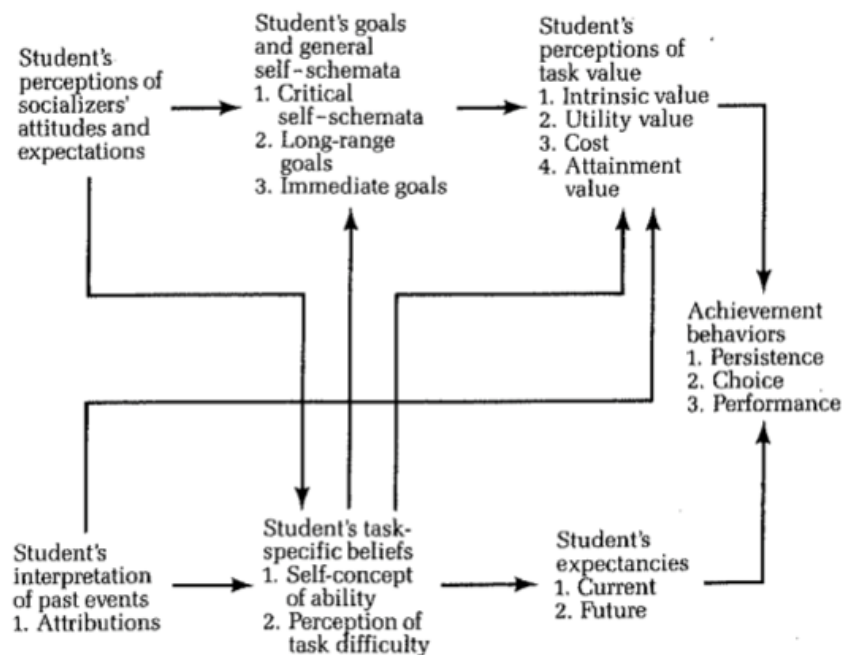 Student's
perceptions of
socializers'
attitudes and
expectations
Student's goals
and general
self-schemata
1. Critical
self-schemata
2. Long-range
goals
3. Immediate goals
Student's
perceptions of
task value
1. Intrinsic value
2. Utility value
3. Cost
4. Attainment
value
Achievement
behaviors
1. Persistence
2. Choice
3. Performance
Student's
interpretation
of past events
1. Attributions
Student's task-
specific beliefs
1. Self-concept
of ability
2. Perception of
task difficulty
Student's
expectancies
1. Current
2. Future